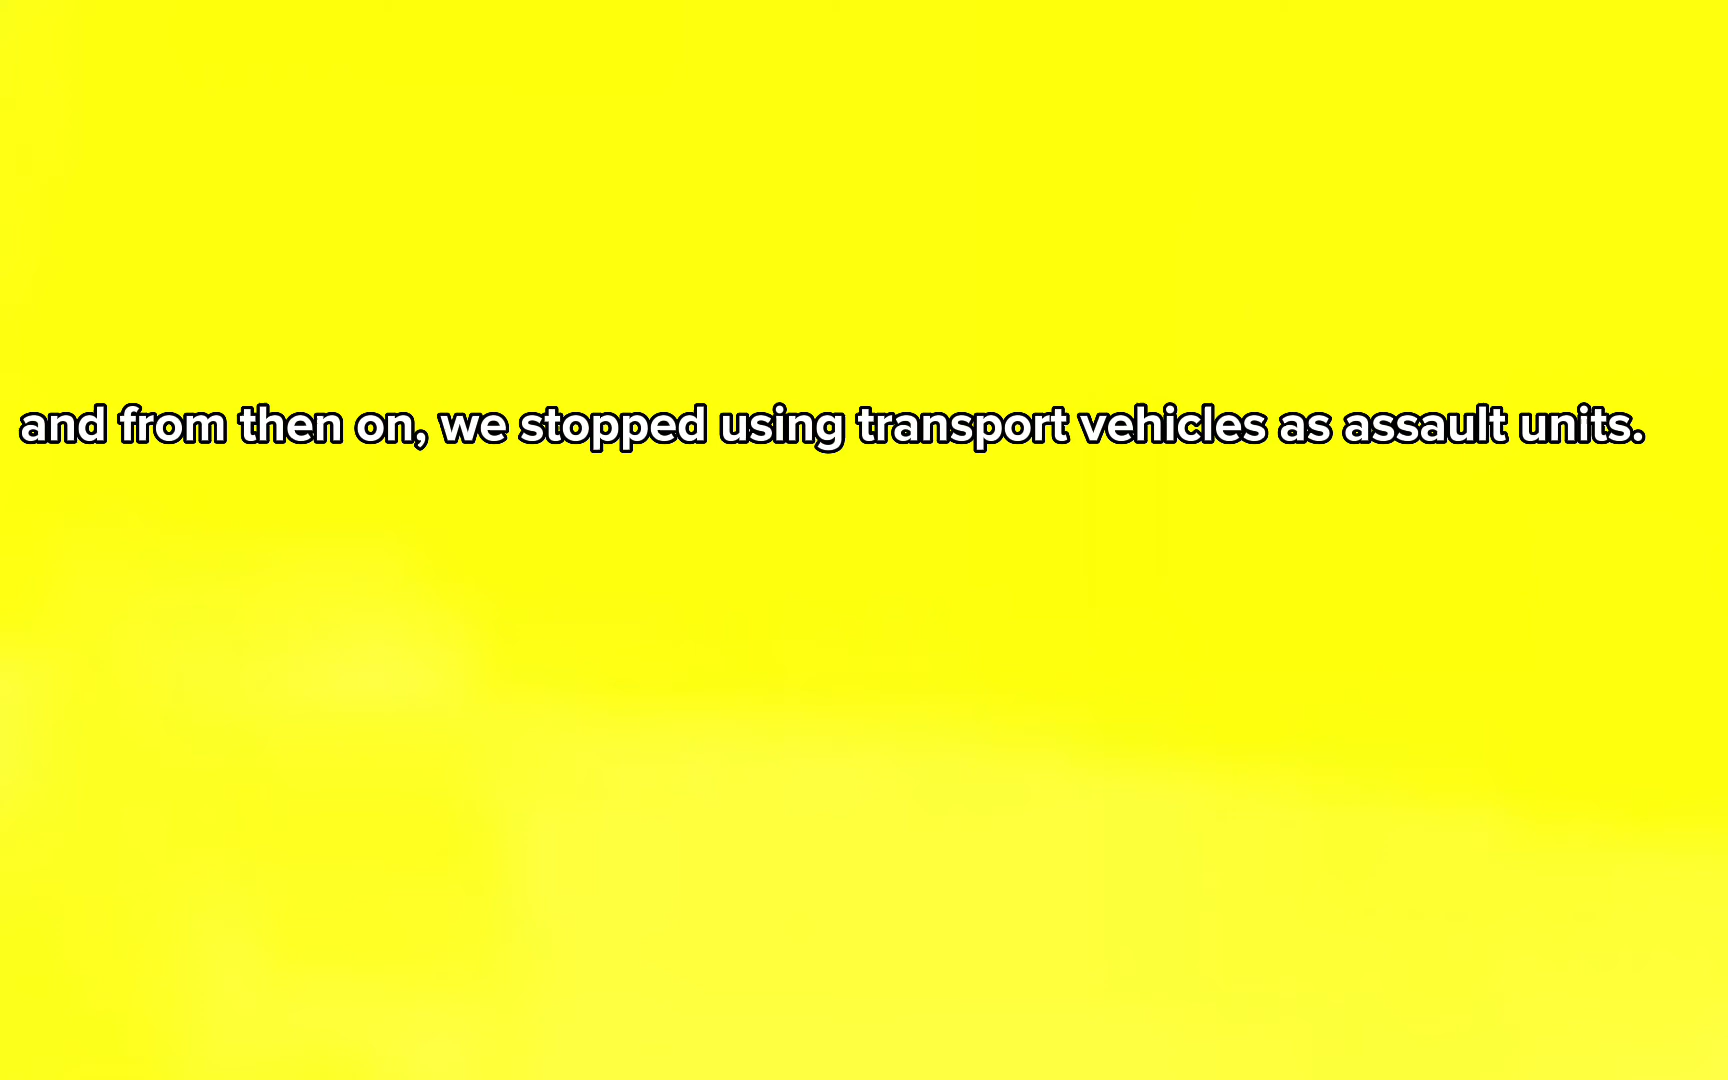 and from then on, we stopped using transport vehicles as assault units.